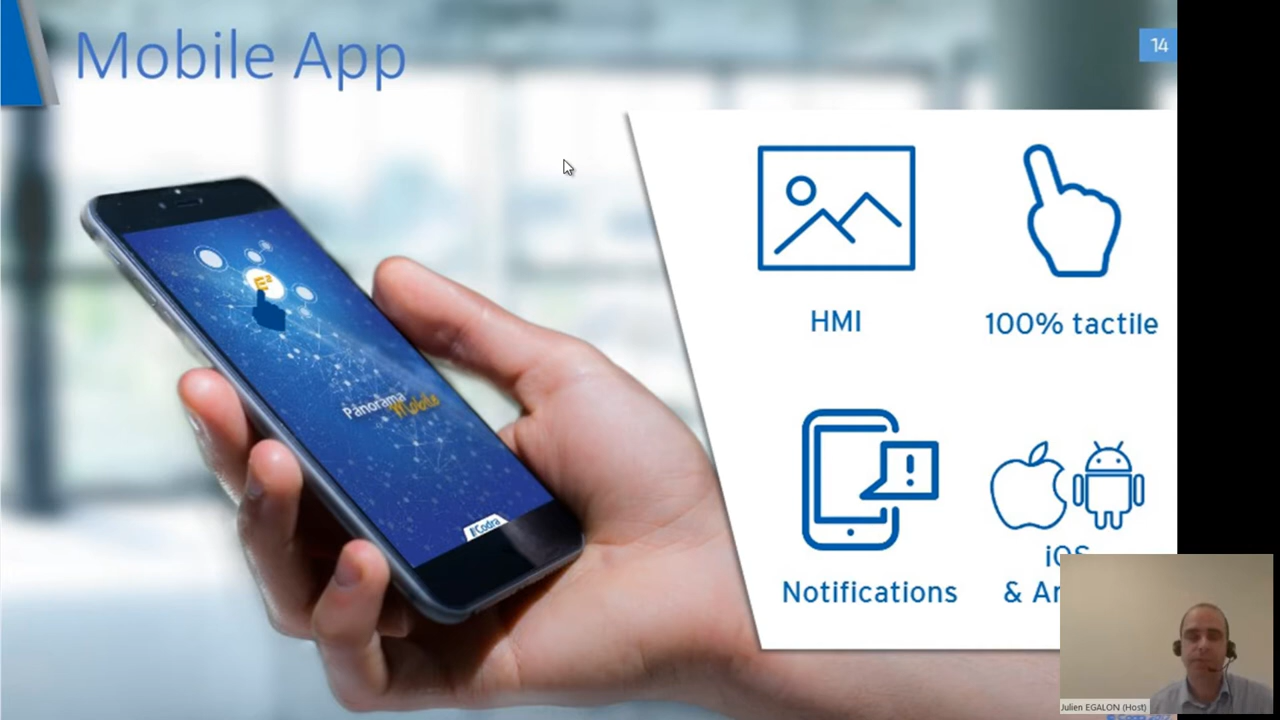 Mobile App
14
HMI
100% tactile
Panorama
Mobile
Codra
Notifications
iOS
& An
Julien EGALON (Host)